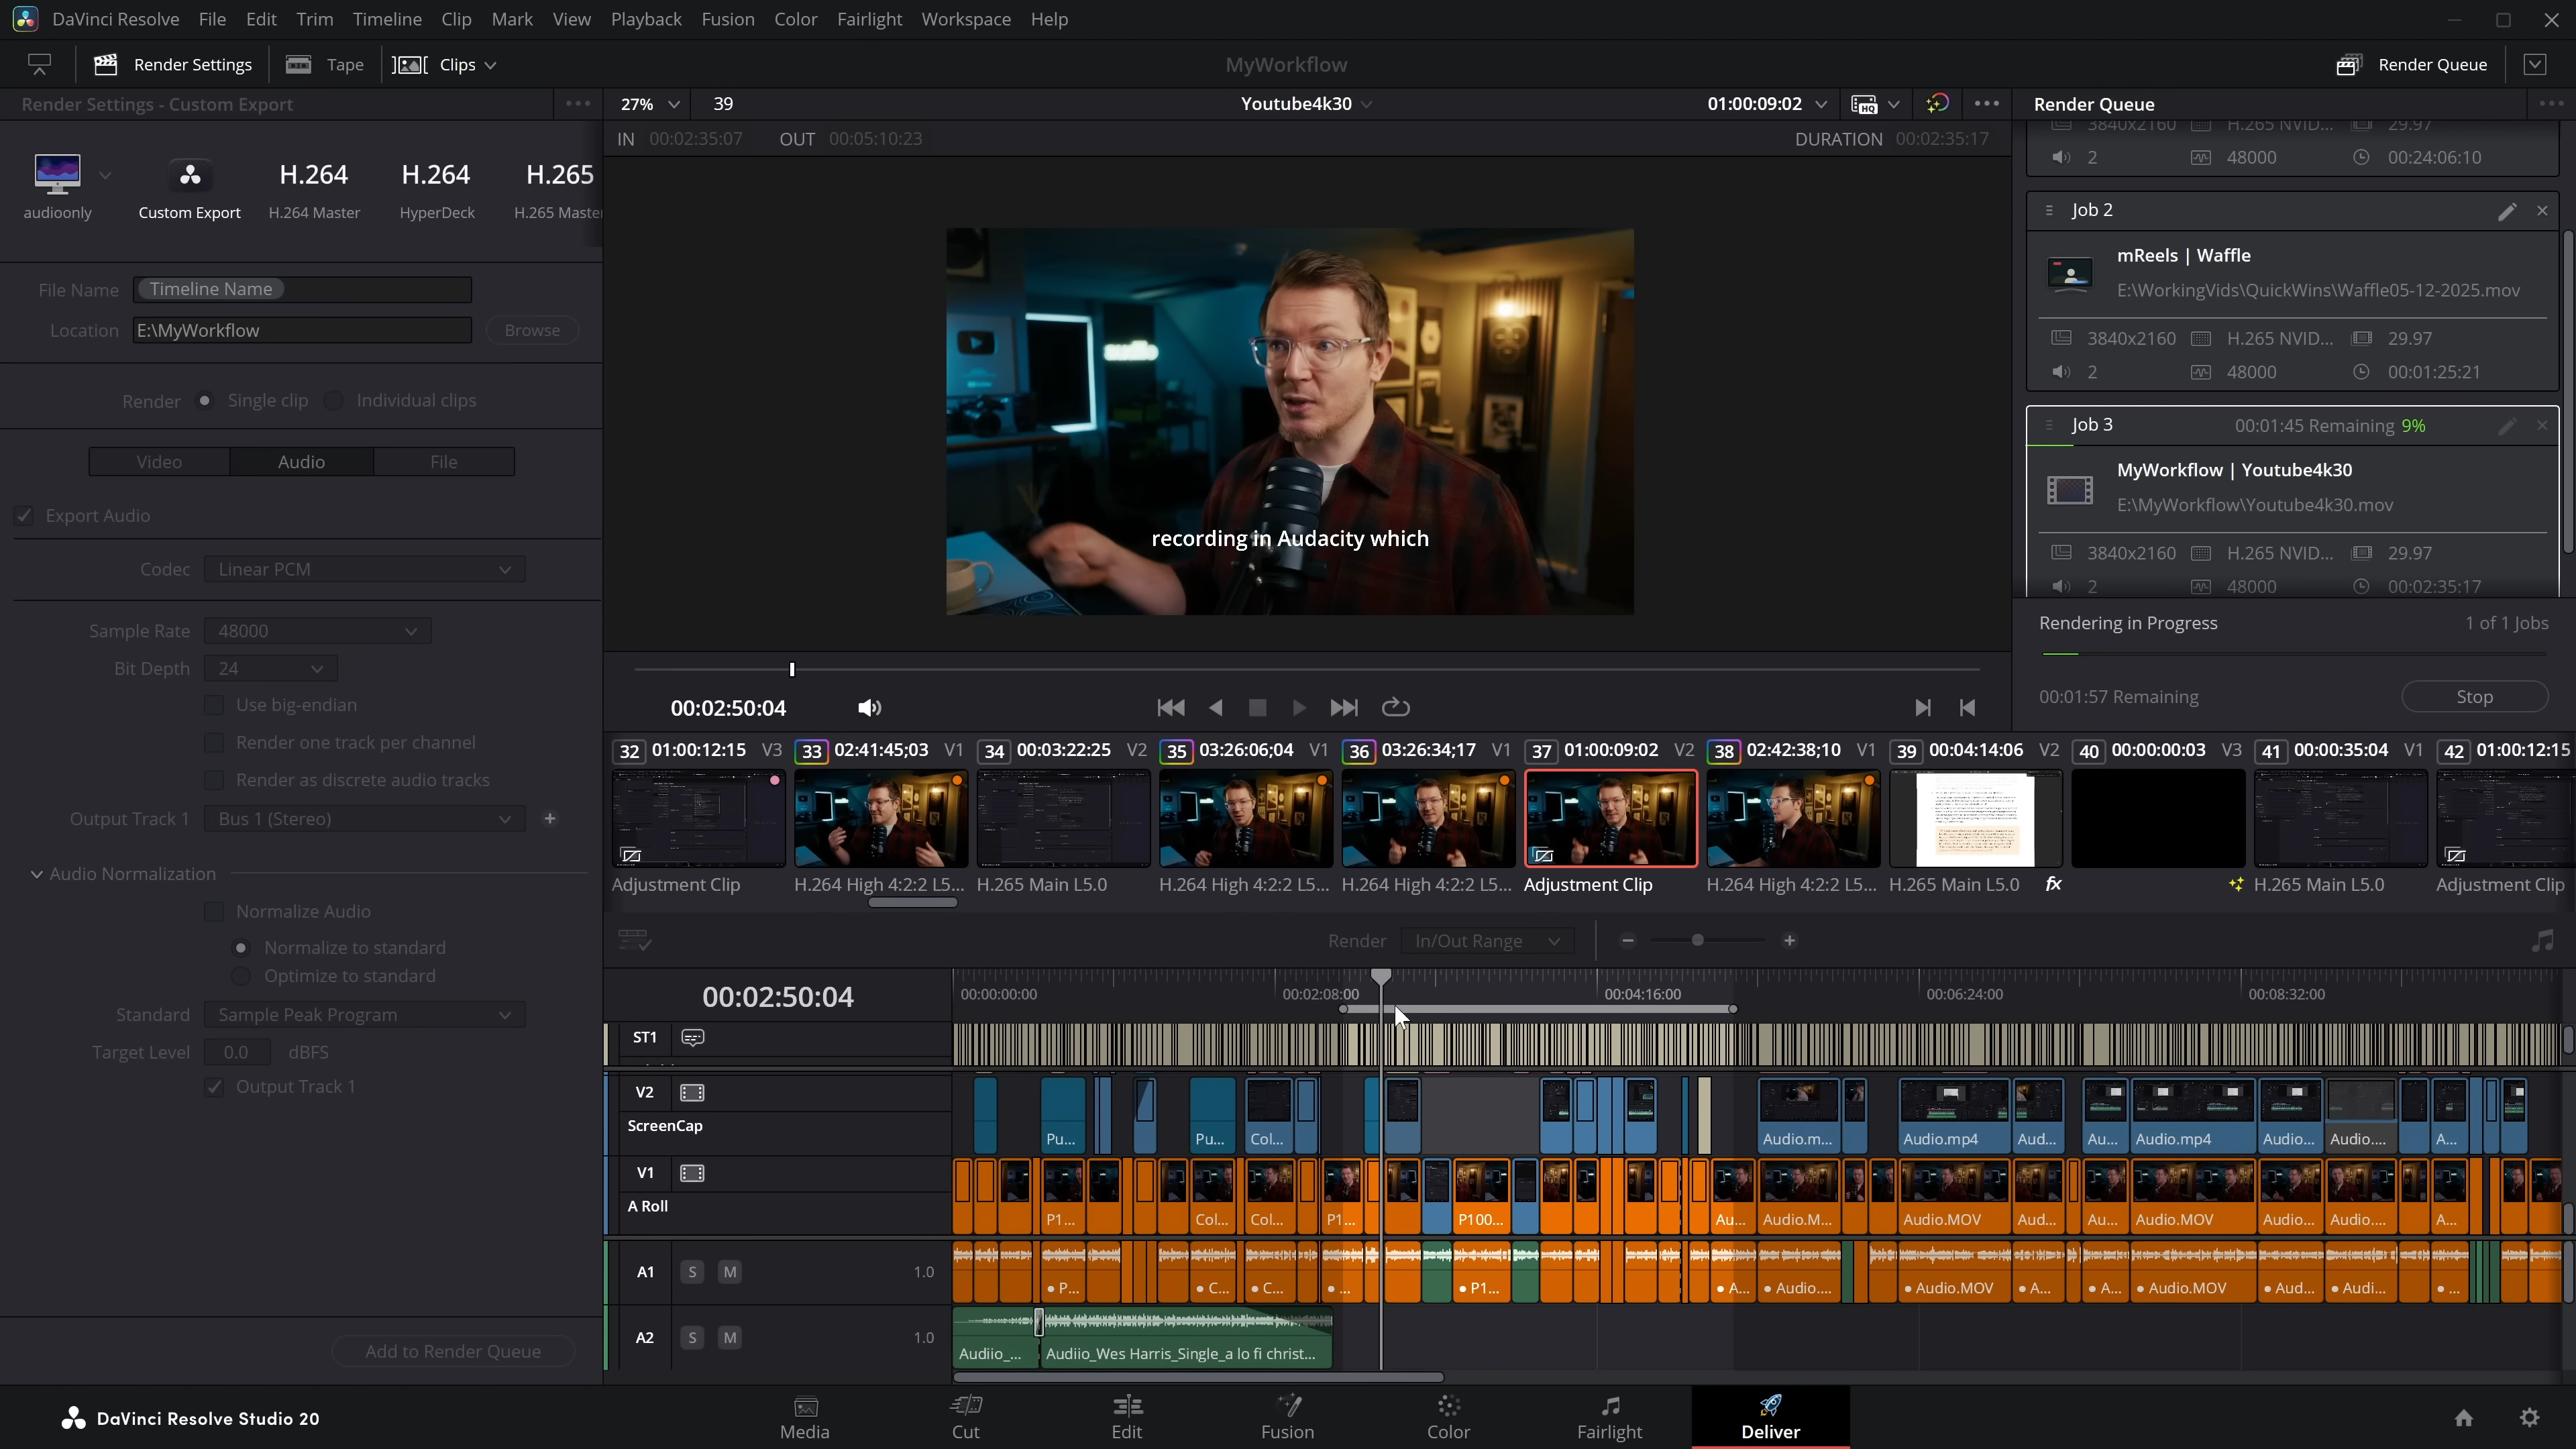 DaVinci Resolve File Edit Trim Timeline Clip Mark View Playback Fusion Color Fairlight Workspace Help
Render Settings Tape Clips MyWorkflow Render Queue
Render Settings - Custom Export
27% 39 Youtube4k30 01:00:09:02 HQ
Render Queue
IN 00:02:35:07 OUT 00:05:10:23 DURATION 00:02:35:17
audioonly
Custom Export
H.264
H.264 Master
H.264
HyperDeck
H.265
H.265 Maste
File Name Timeline Name
Location E:\MyWorkflow Browse
Render Single clip Individual clips
Video Audio File
Export Audio
Codec Linear PCM
Sample Rate 48000
Bit Depth 24
Use big-endian
Render one track per channel
Render as discrete audio tracks
Output Track 1 Bus 1 (Stereo)
Audio Normalization
Normalize Audio
Normalize to standard
Optimize to standard
Standard Sample Peak Program
Target Level 0.0 dBFS
Output Track 1
Add to Render Queue
audiio
recording in Audacity which
00:02:50:04
3840x2160 H.265 NVID... 29.97
2 48000 00:24:06:10
Job 2
mReels | Waffle
E:\WorkingVids\QuickWins\Waffle05-12-2025.mov
3840x2160 H.265 NVID... 29.97
2 48000 00:01:25:21
Job 3 00:01:45 Remaining 9%
MyWorkflow | Youtube4k30
E:\MyWorkflow\Youtube4k30.mov
3840x2160 H.265 NVID... 29.97
2 48000 00:02:35:17
Rendering in Progress 1 of 1 Jobs
00:01:57 Remaining Stop
32 01:00:12:15 V3 33 02:41:45;03 V1 34 00:03:22:25 V2 35 03:26:06;04 V1 36 03:26:34;17 V1 37 01:00:09:02 V2 38 02:42:38;10 V1 39 00:04:14:06 V2 40 00:00:00:03 V3 41 00:00:35:04 V1 42 01:00:12:15
Adjustment Clip H.264 High 4:2:2 L5... H.265 Main L5.0 H.264 High 4:2:2 L5... H.264 High 4:2:2 L5... Adjustment Clip H.264 High 4:2:2 L5... H.265 Main L5.0 fx H.265 Main L5.0 Adjustment Clip
Render In/Out Range
00:02:50:04
00:00:00:00 00:02:08:00 00:04:16:00 00:06:24:00 00:08:32:00
ST1
V2
ScreenCap
Pu... Pu... Col... Audio.m... Audio.mp4 Aud... Au... Audio.mp4 Audio... Audio.... A...
V1
A Roll
P1... Col... Col... P1... P100... Au... Audio.M... Audio.MOV Aud... Au... Audio.MOV Audio... Audio.... A...
A1 S M 1.0
P... C... C... ... P1... A... Audio.... Audio.MOV A... A... Audio.MOV Aud... Audi... ...
A2 S M 1.0
Audiio_... Audiio_Wes Harris_Single_a lo fi christ...
DaVinci Resolve Studio 20
Media Cut Edit Fusion Color Fairlight Deliver